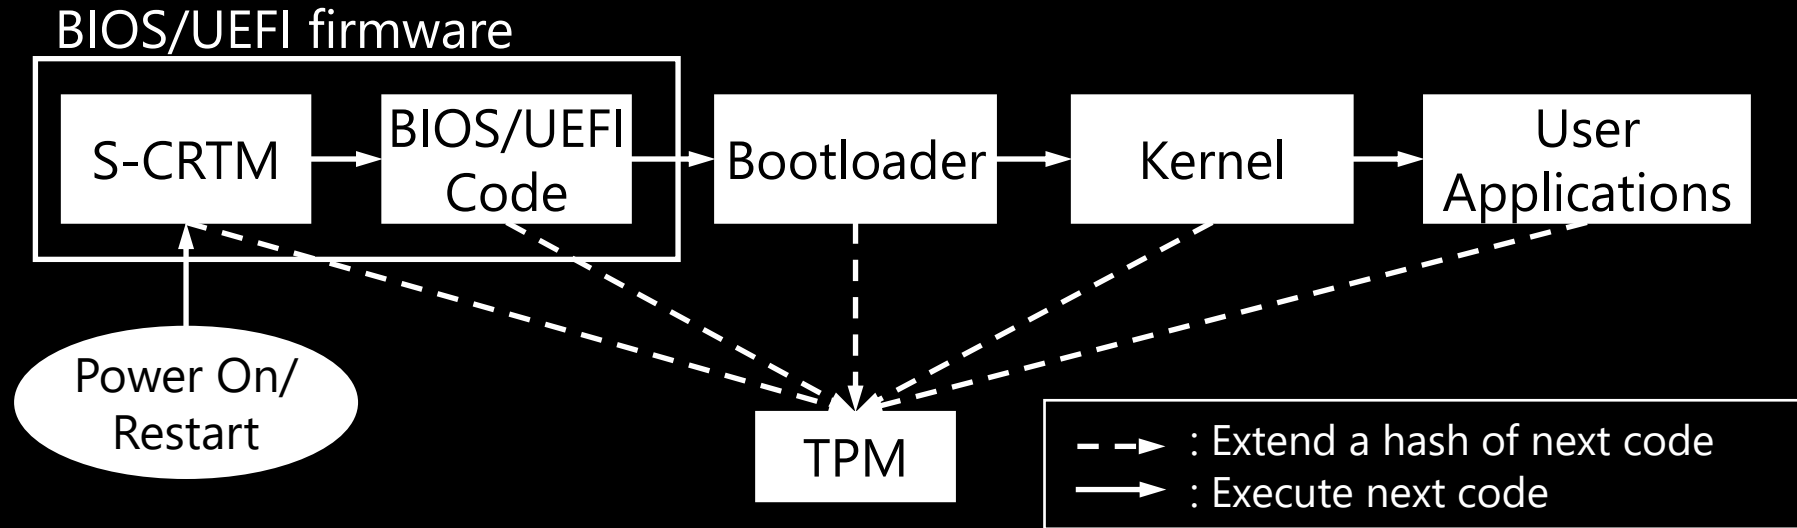 BIOS/UEFI firmware
S-CRTM
BIOS/UEFI
Code
Bootloader
Kernel
User
Applications
Power On/
Restart
TPM
: Extend a hash of next code
: Execute next code